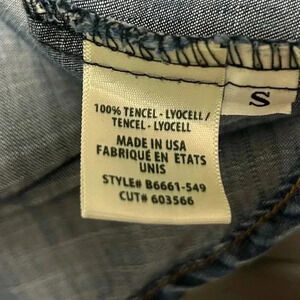 100% TENCEL - LYOCELL /
TENCEL - LYOCELL
MADE IN USA
FABRIQUÉ EN ETATS
UNIS
STYLE# B6661-549
CUT# 603566
S